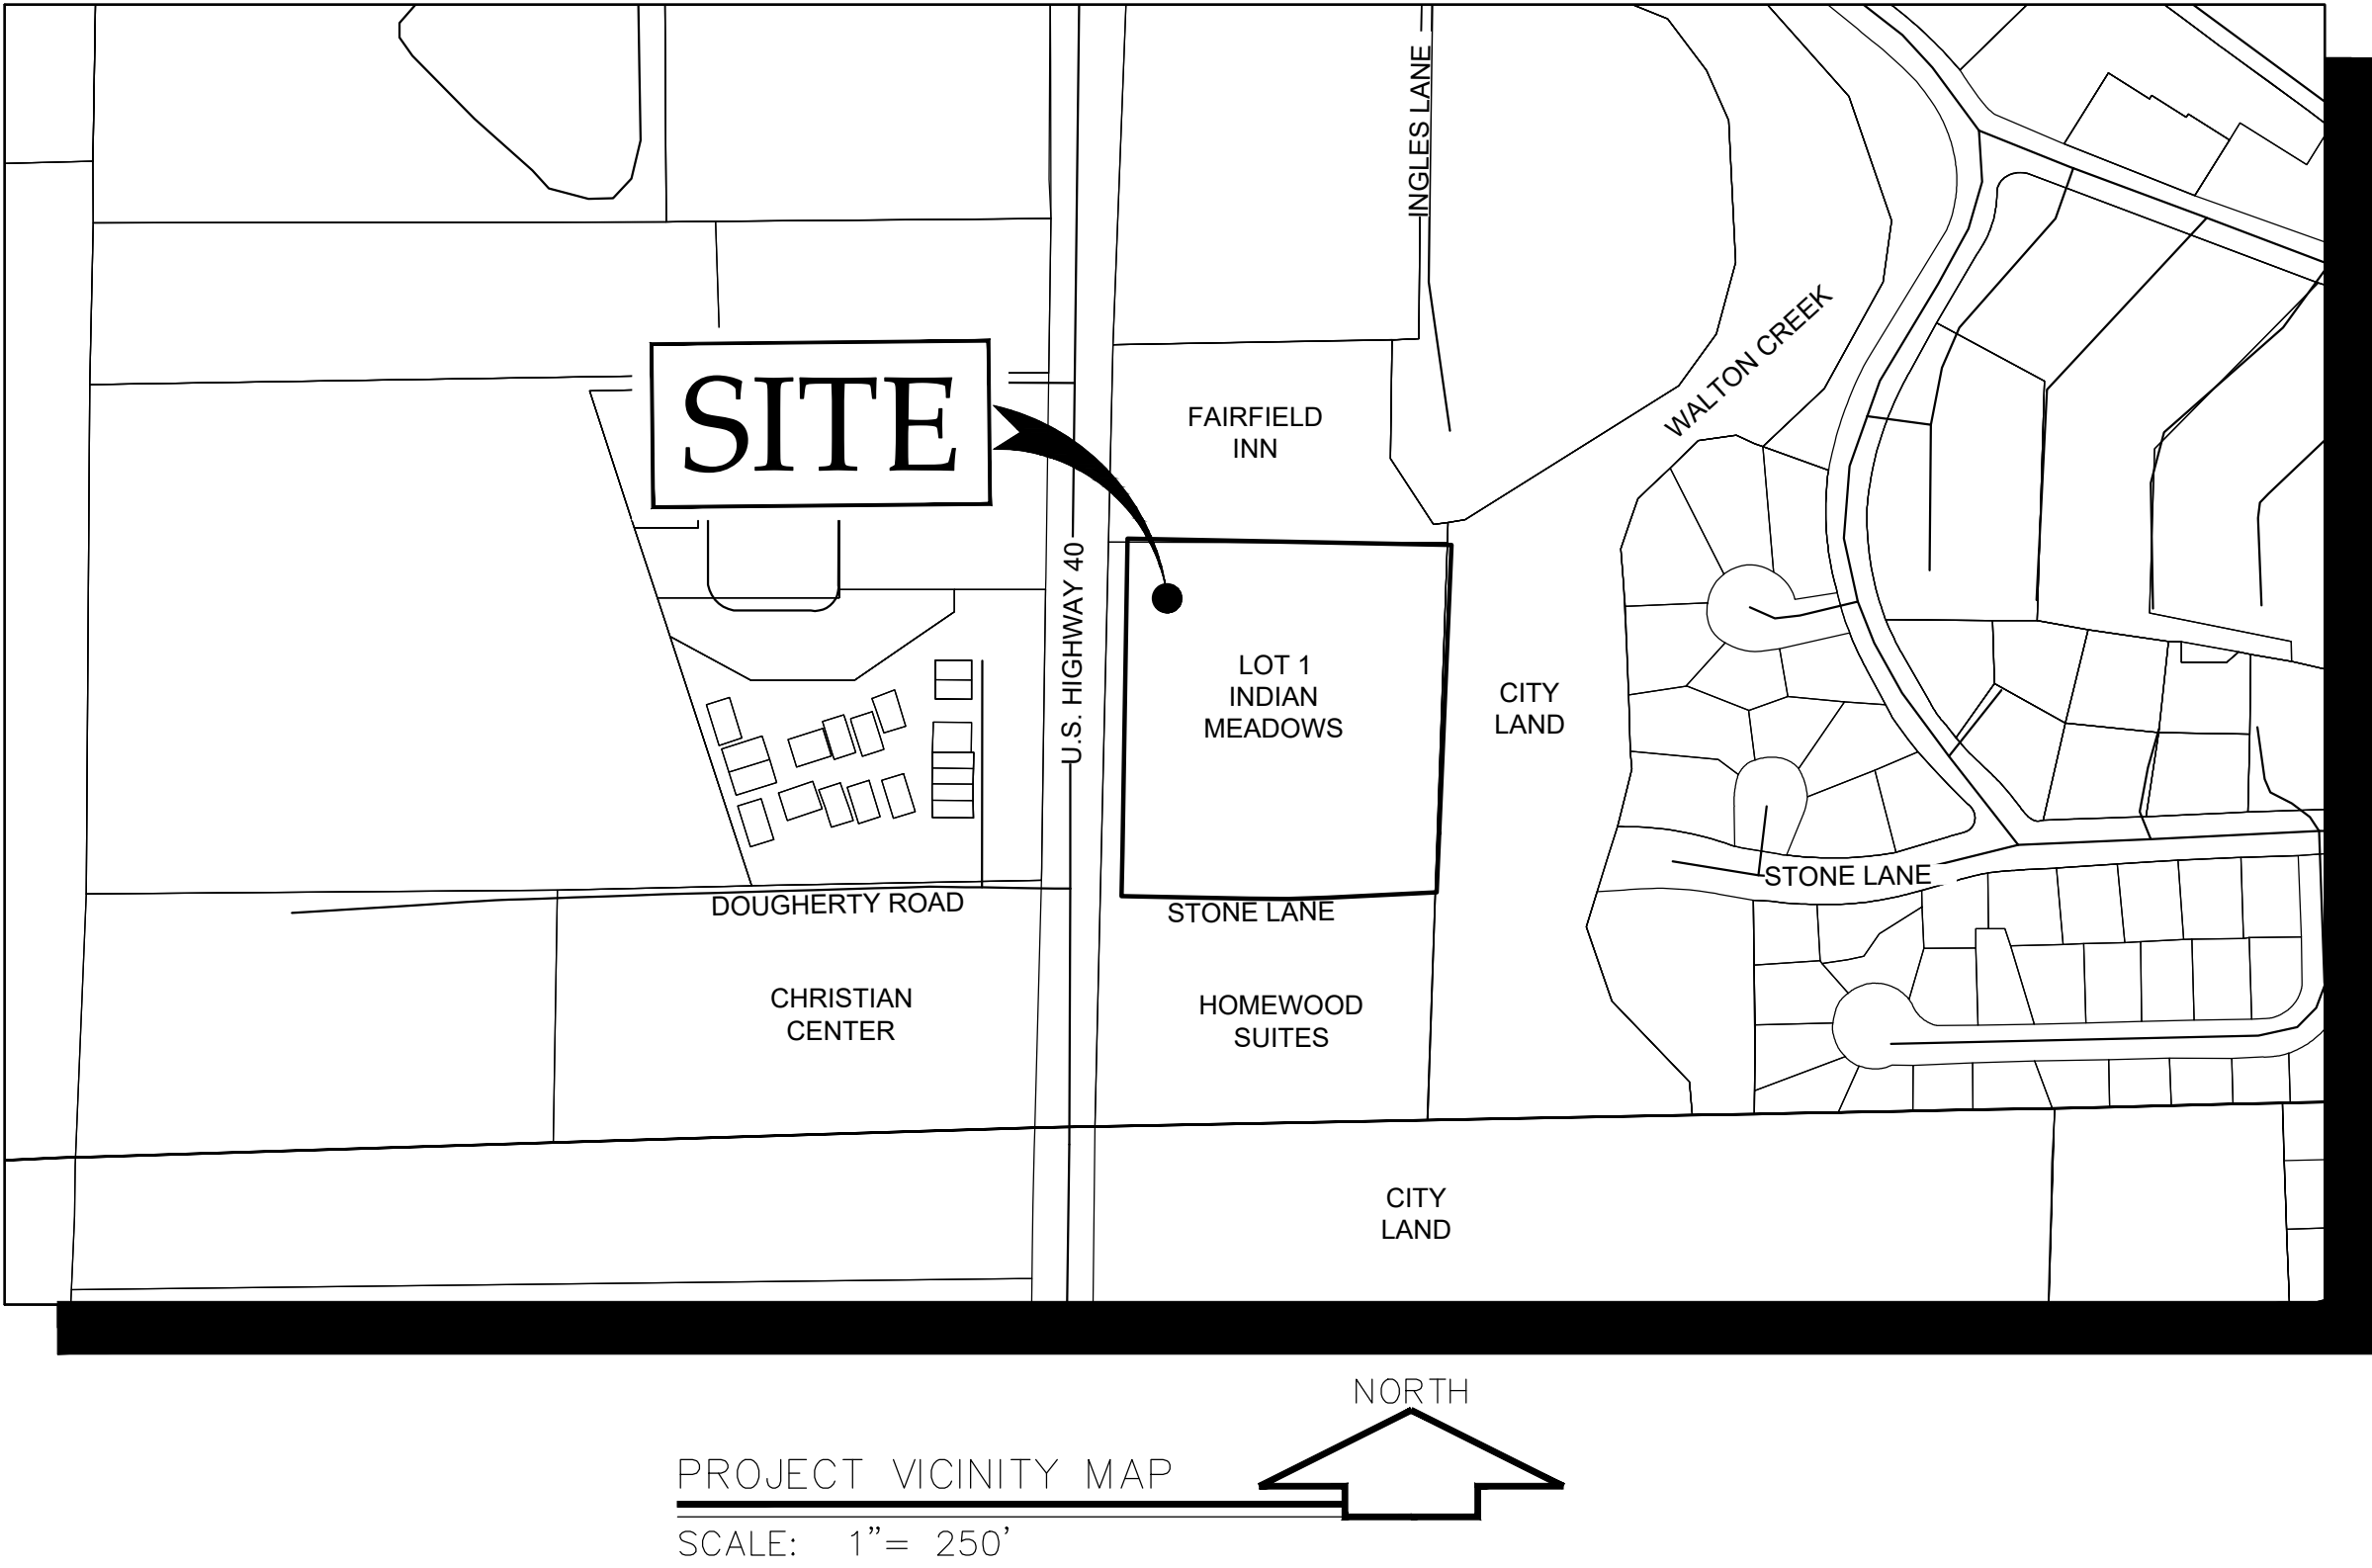 INGLES LANE
WALTON CREEK
SITE
FAIRFIELD
INN
U.S. HIGHWAY 40
LOT 1
INDIAN
MEADOWS
CITY
LAND
STONE LANE
DOUGHERTY ROAD
STONE LANE
CHRISTIAN
CENTER
HOMEWOOD
SUITES
CITY
LAND
NORTH
PROJECT VICINITY MAP
SCALE: 1"= 250'